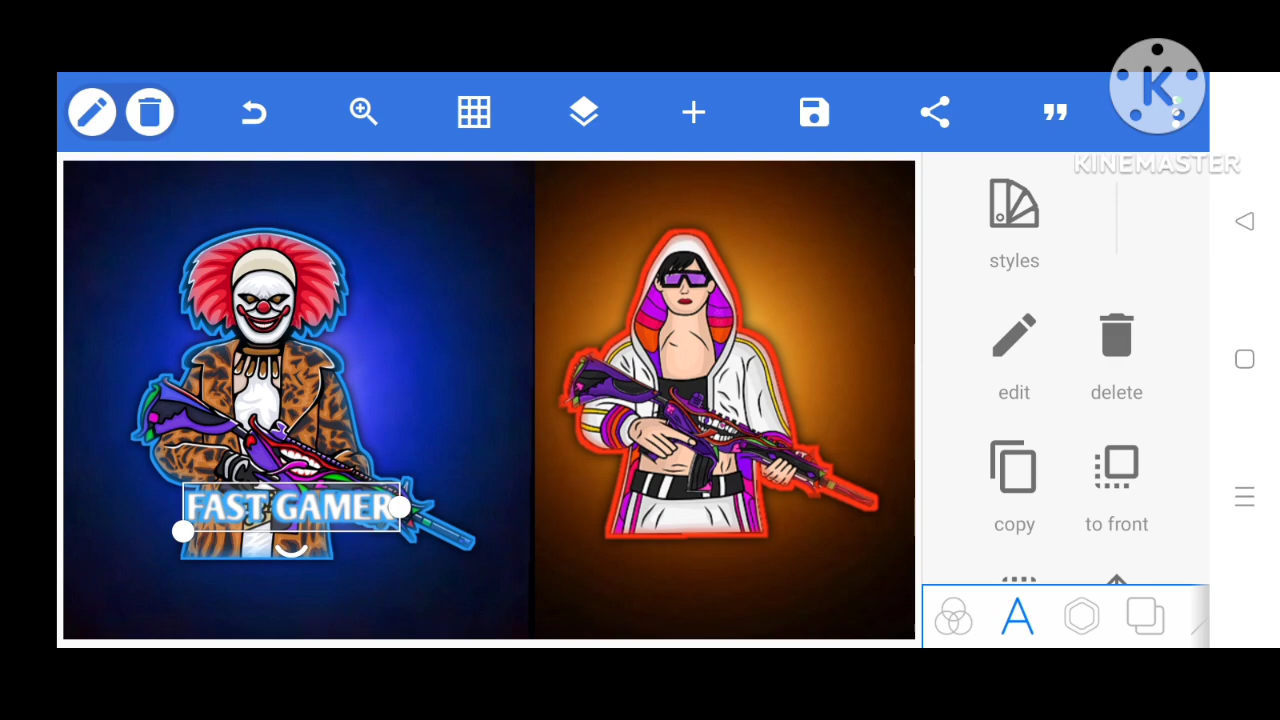 K
KINEMASTER
styles
edit
delete
copy
to front
FAST GAMER
A